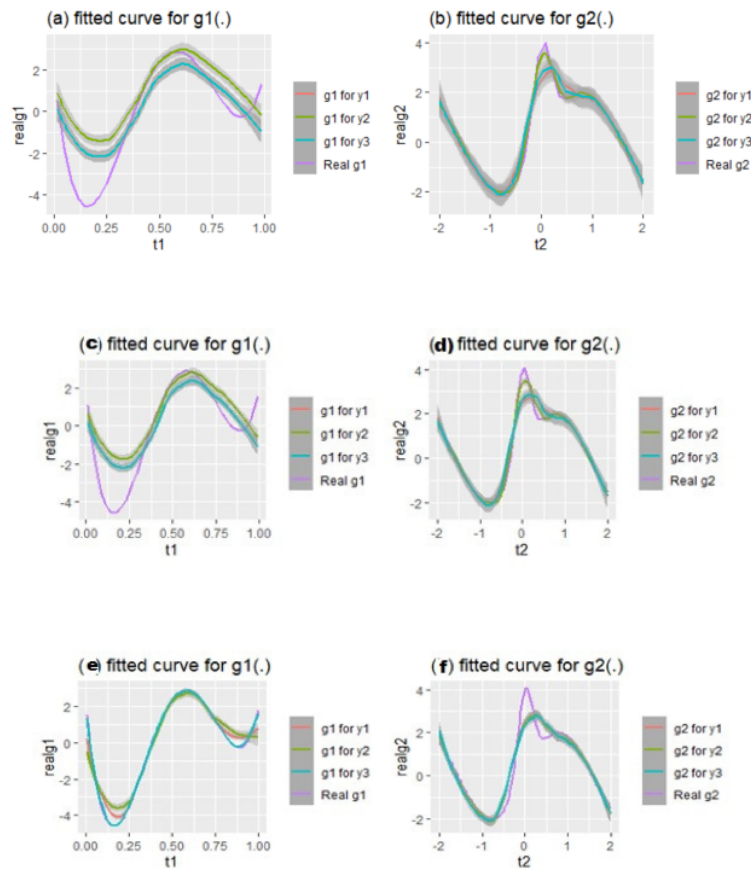 (a) fitted curve for g1(.)
realg1
2
0
-2
-4
0.00 0.25 0.50 0.75 1.00
t1
g1 for y1
g1 for y2
g1 for y3
Real g1
(b) fitted curve for g2(.)
realg2
4
2
0
-2
-2 -1 0 1 2
t2
g2 for y1
g2 for y2
g2 for y3
Real g2
(c) fitted curve for g1(.)
realg1
2
0
-2
-4
0.00 0.25 0.50 0.75 1.00
t1
g1 for y1
g1 for y2
g1 for y3
Real g1
(d) fitted curve for g2(.)
realg2
4
2
0
-2
-2 -1 0 1 2
t2
g2 for y1
g2 for y2
g2 for y3
Real g2
(e) fitted curve for g1(.)
realg1
2
0
-2
-4
0.00 0.25 0.50 0.75 1.00
t1
g1 for y1
g1 for y2
g1 for y3
Real g1
(f) fitted curve for g2(.)
realg2
4
2
0
-2
-2 -1 0 1 2
t2
g2 for y1
g2 for y2
g2 for y3
Real g2